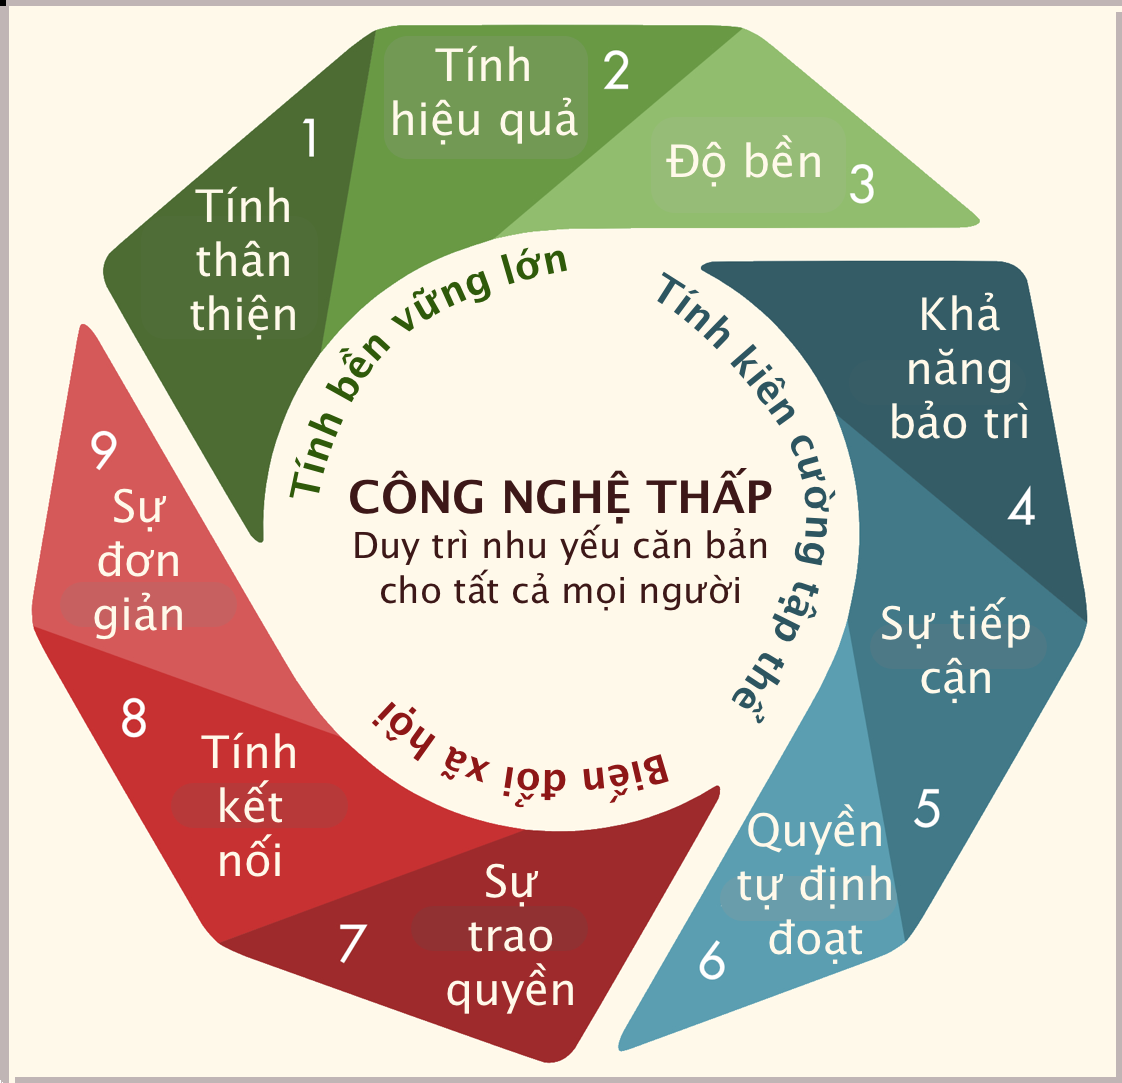 CÔNG NGHỆ THẤP
Duy trì nhu yếu căn bản
cho tất cả mọi người
Tính bền vững lớn
1
Tính
thân
thiện
2
Tính
hiệu quả
3
Độ bền
Tính kiên cường tập thể
Khả
năng
bảo trì
4
Sự tiếp
cận
5
Quyền
tự định
đoạt
6
Biến đổi xã hội
Sự
trao
quyền
7
8
Tính
kết
nối
9
Sự
đơn
giản